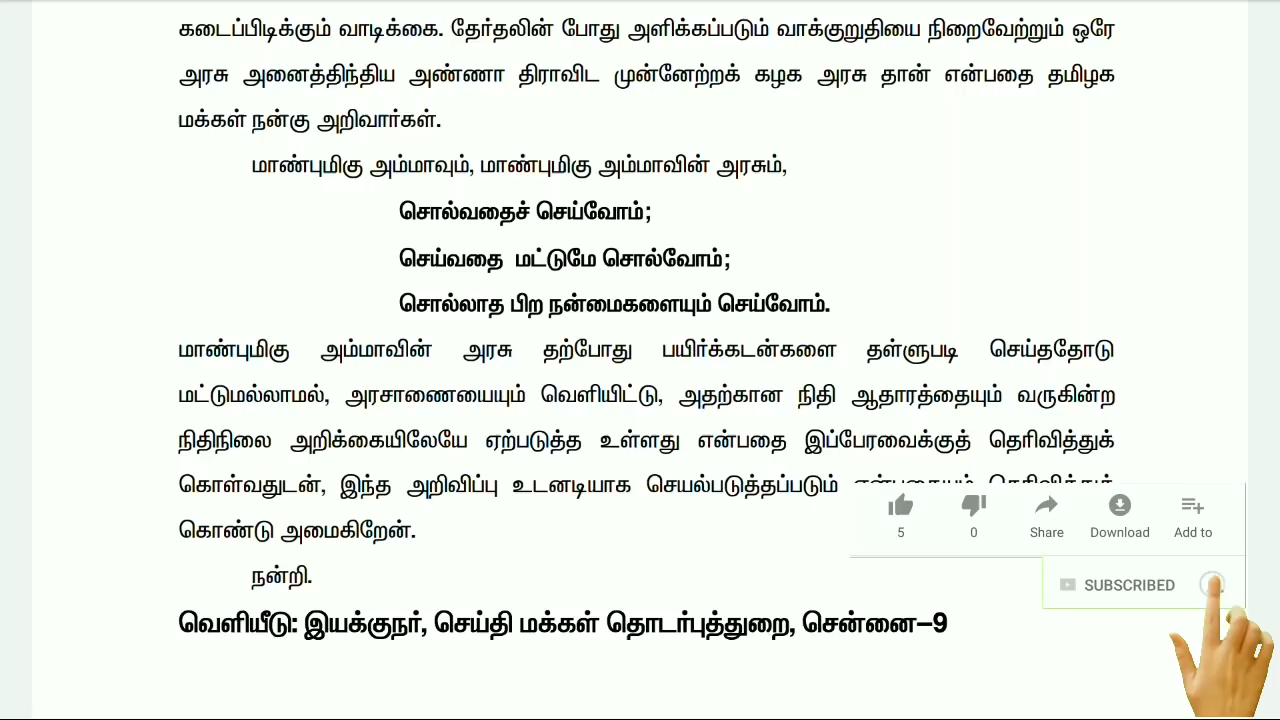 கடைப்பிடிக்கும் வாடிக்கை. தேர்தலின் போது அளிக்கப்படும் வாக்குறுதியை நிறைவேற்றும் ஒரே
அரசு அனைத்திந்திய அண்ணா திராவிட முன்னேற்றக் கழக அரசு தான் என்பதை தமிழக
மக்கள் நன்கு அறிவார்கள்.
மாண்புமிகு அம்மாவும், மாண்புமிகு அம்மாவின் அரசும்,
சொல்வதைச் செய்வோம்;
செய்வதை மட்டுமே சொல்வோம்;
சொல்லாத பிற நன்மைகளையும் செய்வோம்.
மாண்புமிகு அம்மாவின் அரசு தற்போது பயிர்க்கடன்களை தள்ளுபடி செய்ததோடு
மட்டுமல்லாமல், அரசாணையையும் வெளியிட்டு, அதற்கான நிதி ஆதாரத்தையும் வருகின்ற
நிதிநிலை அறிக்கையிலேயே ஏற்படுத்த உள்ளது என்பதை இப்பேரவைக்குத் தெரிவித்துக்
கொள்வதுடன், இந்த அறிவிப்பு உடனடியாக செயல்படுத்தப்படும்
கொண்டு அமைகிறேன்.
நன்றி.
வெளியீடு: இயக்குநர், செய்தி மக்கள் தொடர்புத்துறை, சென்னை–9
5 0 Share Download Add to
SUBSCRIBED